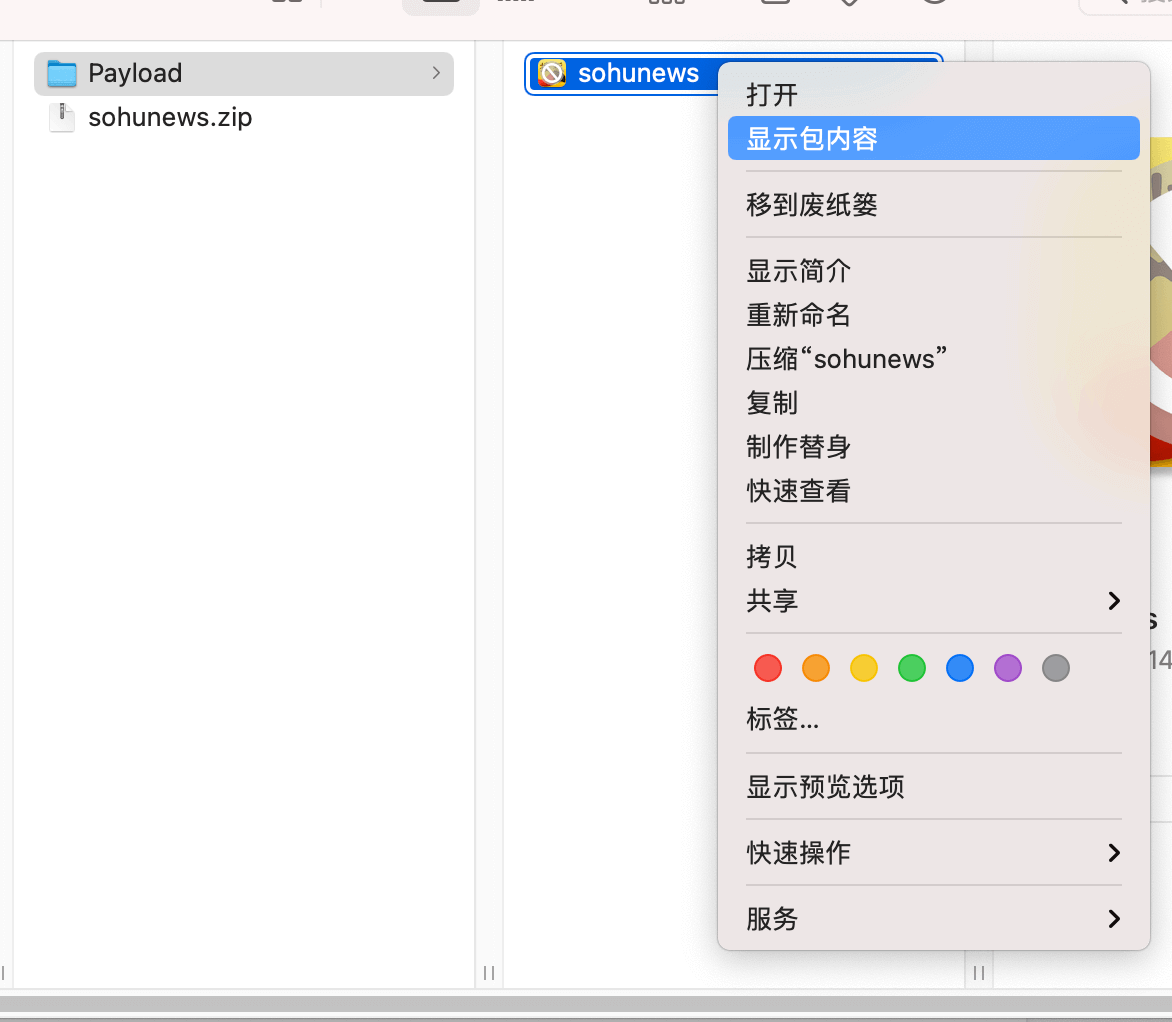 Payload
sohunews.zip
sohunews
打开
显示包内容
移到废纸篓
显示简介
重新命名
压缩“sohunews”
复制
制作替身
快速查看
拷贝
共享
标签...
显示预览选项
快速操作
服务
s
14